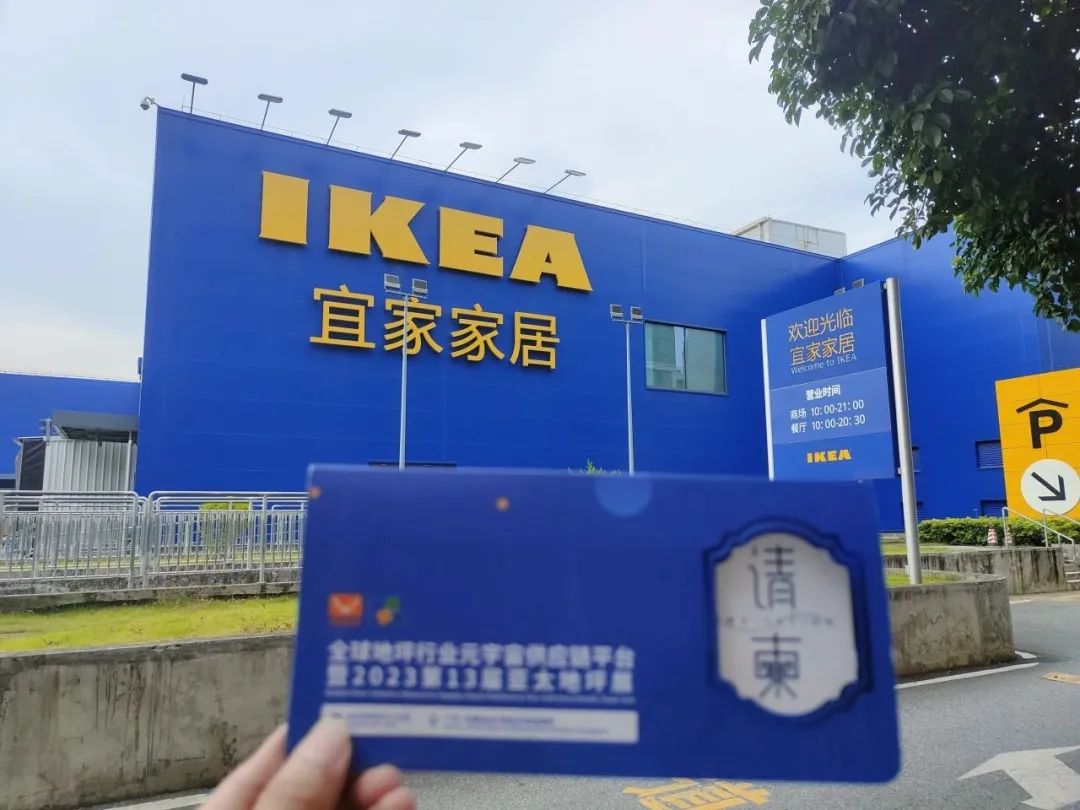 IKEA
宜家家居
欢迎光临
宜家家居
Welcome to IKEA
营业时间
商场 10:00-21:00
餐厅 10:00-20:30
IKEA
P
请柬
全球地坪行业元宇宙供应链平台
暨2023第13届亚太地坪展